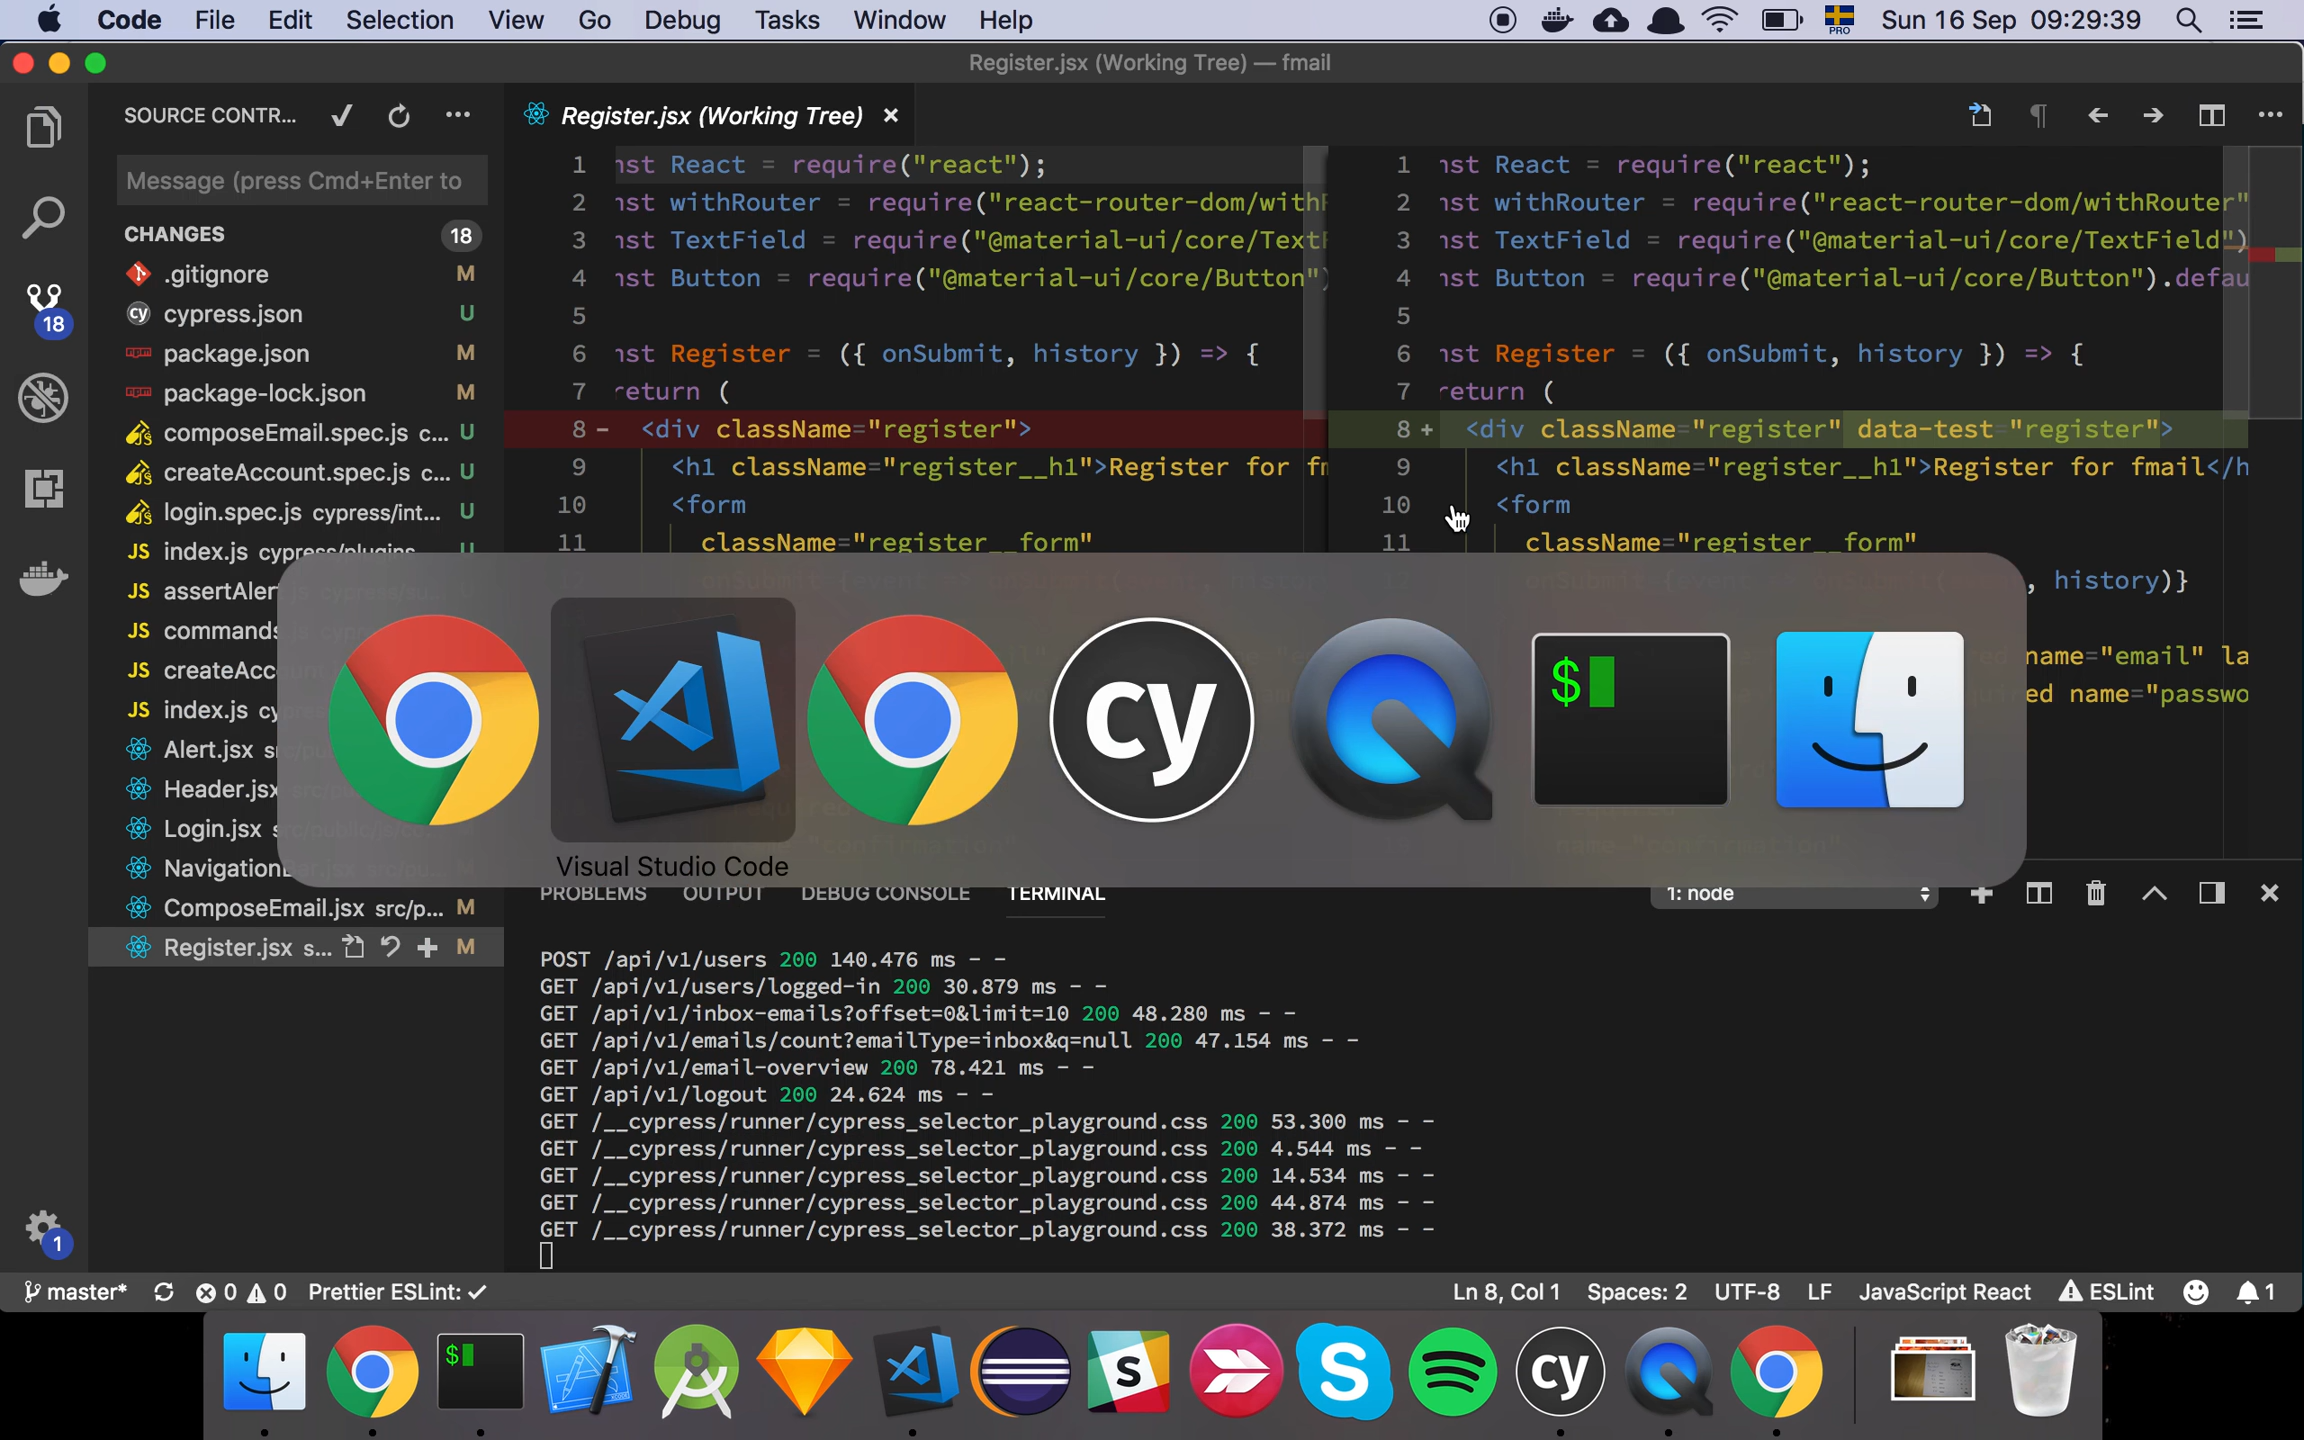 Code File Edit Selection View Go Debug Tasks Window Help PRO Sun 16 Sep 09:29:39
Register.jsx (Working Tree) — fmail
SOURCE CONTR...
Register.jsx (Working Tree)
Message (press Cmd+Enter to
CHANGES 18
.gitignore M
cypress.json U
package.json M
package-lock.json M
composeEmail.spec.js c... U
createAccount.spec.js c... U
login.spec.js cypress/int... U
index.js cypress/plugins U
assertAler
commands
createAcc
index.js cy
Alert.jsx
Header.jsx
Login.jsx
NavigationBar.jsx
ComposeEmail.jsx src/p... M
Register.jsx s... M
18
1
1 nst React = require("react");
2 nst withRouter = require("react-router-dom/withR
3 nst TextField = require("@material-ui/core/TextF
4 nst Button = require("@material-ui/core/Button")
5
6 nst Register = ({ onSubmit, history }) => {
7 return (
8 - <div className="register">
9 <h1 className="register__h1">Register for fm
10 <form
11 className="register__form"
1 nst React = require("react");
2 nst withRouter = require("react-router-dom/withRouter"
3 nst TextField = require("@material-ui/core/TextField")
4 nst Button = require("@material-ui/core/Button").defau
5
6 nst Register = ({ onSubmit, history }) => {
7 return (
8 + <div className="register" data-test="register">
9 <h1 className="register__h1">Register for fmail</h
10 <form
11 className="register__form"
, history)}
name="email" la
ed name="passwo
cy
$
Visual Studio Code
PROBLEMS OUTPUT DEBUG CONSOLE TERMINAL 1: node
POST /api/v1/users 200 140.476 ms - -
GET /api/v1/users/logged-in 200 30.879 ms - -
GET /api/v1/inbox-emails?offset=0&limit=10 200 48.280 ms - -
GET /api/v1/emails/count?emailType=inbox&q=null 200 47.154 ms - -
GET /api/v1/email-overview 200 78.421 ms - -
GET /api/v1/logout 200 24.624 ms - -
GET /__cypress/runner/cypress_selector_playground.css 200 53.300 ms - -
GET /__cypress/runner/cypress_selector_playground.css 200 4.544 ms - -
GET /__cypress/runner/cypress_selector_playground.css 200 14.534 ms - -
GET /__cypress/runner/cypress_selector_playground.css 200 44.874 ms - -
GET /__cypress/runner/cypress_selector_playground.css 200 38.372 ms - -
master* 0 0 Prettier ESLint: ✓ Ln 8, Col 1 Spaces: 2 UTF-8 LF JavaScript React ESLint 1
$ S S cy